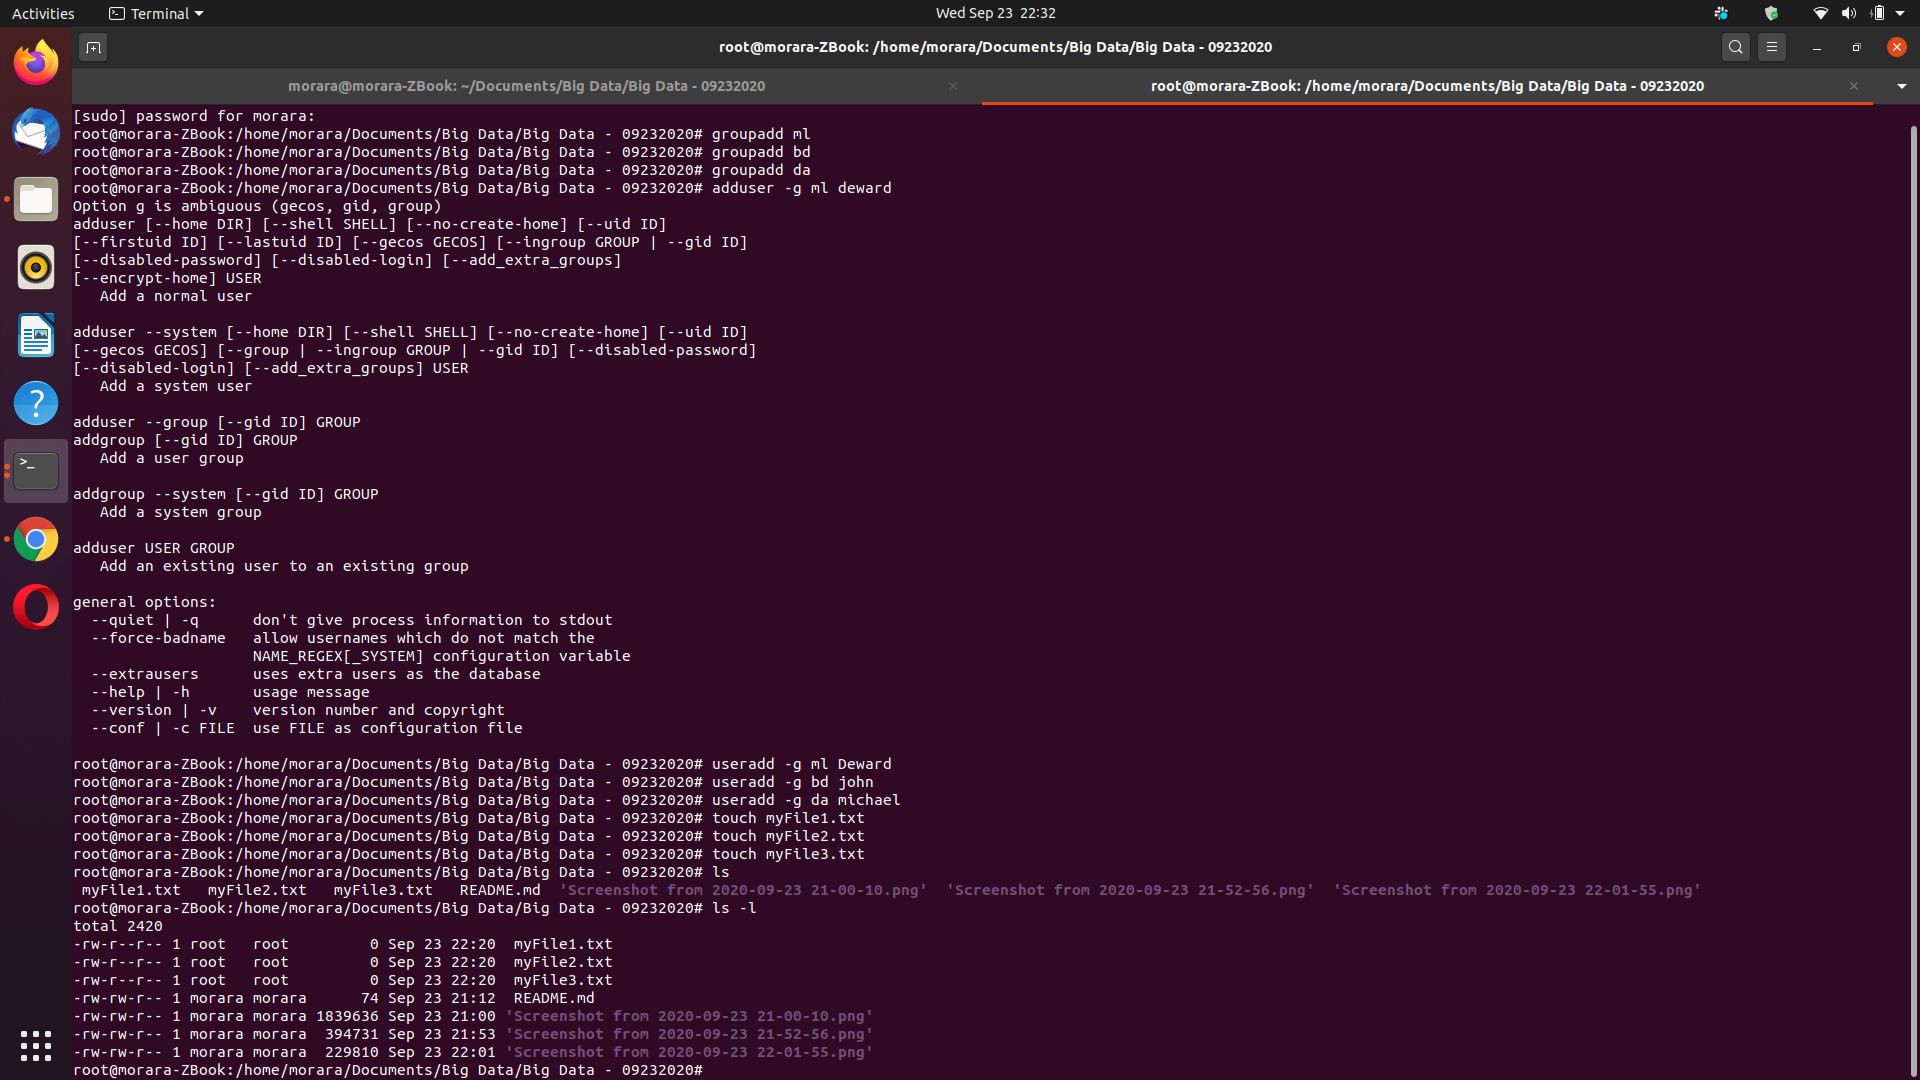 Activities Terminal Wed Sep 23 22:32
root@morara-ZBook: /home/morara/Documents/Big Data/Big Data - 09232020
morara@morara-ZBook: ~/Documents/Big Data/Big Data - 09232020 root@morara-ZBook: /home/morara/Documents/Big Data/Big Data - 09232020
[sudo] password for morara:
root@morara-ZBook:/home/morara/Documents/Big Data/Big Data - 09232020# groupadd ml
root@morara-ZBook:/home/morara/Documents/Big Data/Big Data - 09232020# groupadd bd
root@morara-ZBook:/home/morara/Documents/Big Data/Big Data - 09232020# groupadd da
root@morara-ZBook:/home/morara/Documents/Big Data/Big Data - 09232020# adduser -g ml deward
Option g is ambiguous (gecos, gid, group)
adduser [--home DIR] [--shell SHELL] [--no-create-home] [--uid ID]
[--firstuid ID] [--lastuid ID] [--gecos GECOS] [--ingroup GROUP | --gid ID]
[--disabled-password] [--disabled-login] [--add_extra_groups]
[--encrypt-home] USER
   Add a normal user
adduser --system [--home DIR] [--shell SHELL] [--no-create-home] [--uid ID]
[--gecos GECOS] [--group | --ingroup GROUP | --gid ID] [--disabled-password]
[--disabled-login] [--add_extra_groups] USER
   Add a system user
adduser --group [--gid ID] GROUP
addgroup [--gid ID] GROUP
   Add a user group
addgroup --system [--gid ID] GROUP
   Add a system group
adduser USER GROUP
   Add an existing user to an existing group
general options:
  --quiet | -q      don't give process information to stdout
  --force-badname   allow usernames which do not match the
                    NAME_REGEX[_SYSTEM] configuration variable
  --extrausers      uses extra users as the database
  --help | -h       usage message
  --version | -v    version number and copyright
  --conf | -c FILE  use FILE as configuration file
root@morara-ZBook:/home/morara/Documents/Big Data/Big Data - 09232020# useradd -g ml Deward
root@morara-ZBook:/home/morara/Documents/Big Data/Big Data - 09232020# useradd -g bd john
root@morara-ZBook:/home/morara/Documents/Big Data/Big Data - 09232020# useradd -g da michael
root@morara-ZBook:/home/morara/Documents/Big Data/Big Data - 09232020# touch myFile1.txt
root@morara-ZBook:/home/morara/Documents/Big Data/Big Data - 09232020# touch myFile2.txt
root@morara-ZBook:/home/morara/Documents/Big Data/Big Data - 09232020# touch myFile3.txt
root@morara-ZBook:/home/morara/Documents/Big Data/Big Data - 09232020# ls
 myFile1.txt   myFile2.txt   myFile3.txt   README.md  'Screenshot from 2020-09-23 21-00-10.png'  'Screenshot from 2020-09-23 21-52-56.png'  'Screenshot from 2020-09-23 22-01-55.png'
root@morara-ZBook:/home/morara/Documents/Big Data/Big Data - 09232020# ls -l
total 2420
-rw-r--r-- 1 root   root         0 Sep 23 22:20  myFile1.txt
-rw-r--r-- 1 root   root         0 Sep 23 22:20  myFile2.txt
-rw-r--r-- 1 root   root         0 Sep 23 22:20  myFile3.txt
-rw-rw-r-- 1 morara morara      74 Sep 23 21:12  README.md
-rw-rw-r-- 1 morara morara 1839636 Sep 23 21:00 'Screenshot from 2020-09-23 21-00-10.png'
-rw-rw-r-- 1 morara morara  394731 Sep 23 21:53 'Screenshot from 2020-09-23 21-52-56.png'
-rw-rw-r-- 1 morara morara  229810 Sep 23 22:01 'Screenshot from 2020-09-23 22-01-55.png'
root@morara-ZBook:/home/morara/Documents/Big Data/Big Data - 09232020#